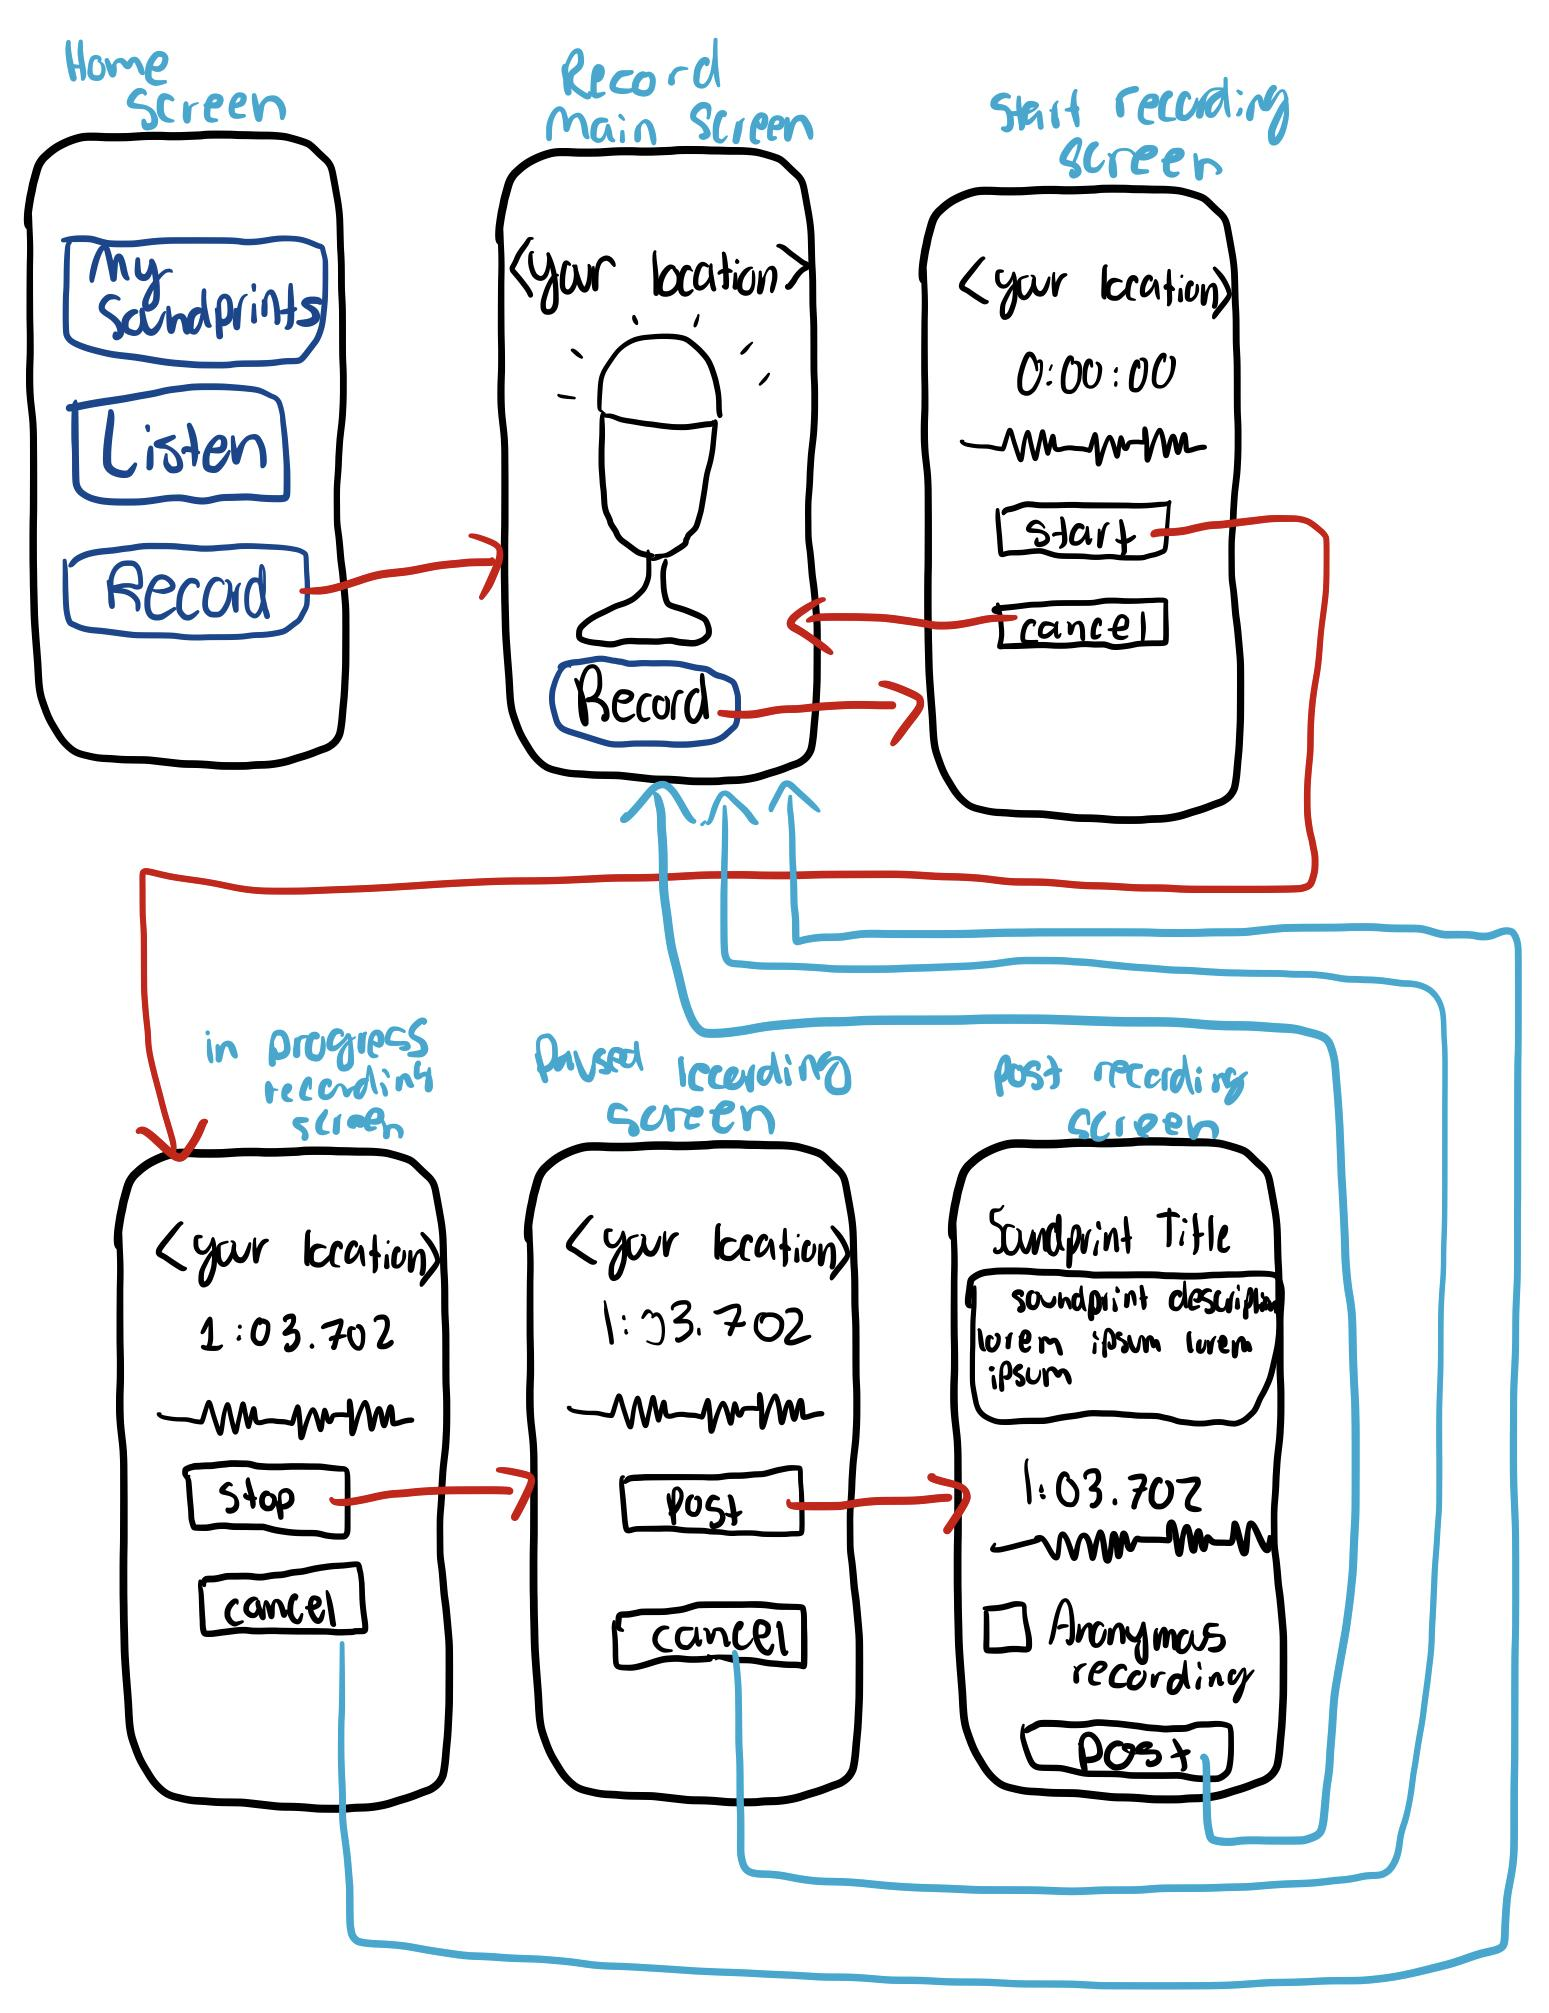 Home
screen
My
soundprints
Listen
Record
Record
main screen
<your location>
Record
start recording
screen
<your location>
0:00:00
start
cancel
in progress
recording
screen
<your location>
1:03.702
stop
cancel
Paused recording
screen
<your location>
1:03.702
post
cancel
post recording
screen
Soundprint Title
soundprint description
lorem ipsum lorem
ipsum
1:03.702
Anonymous
recording
post